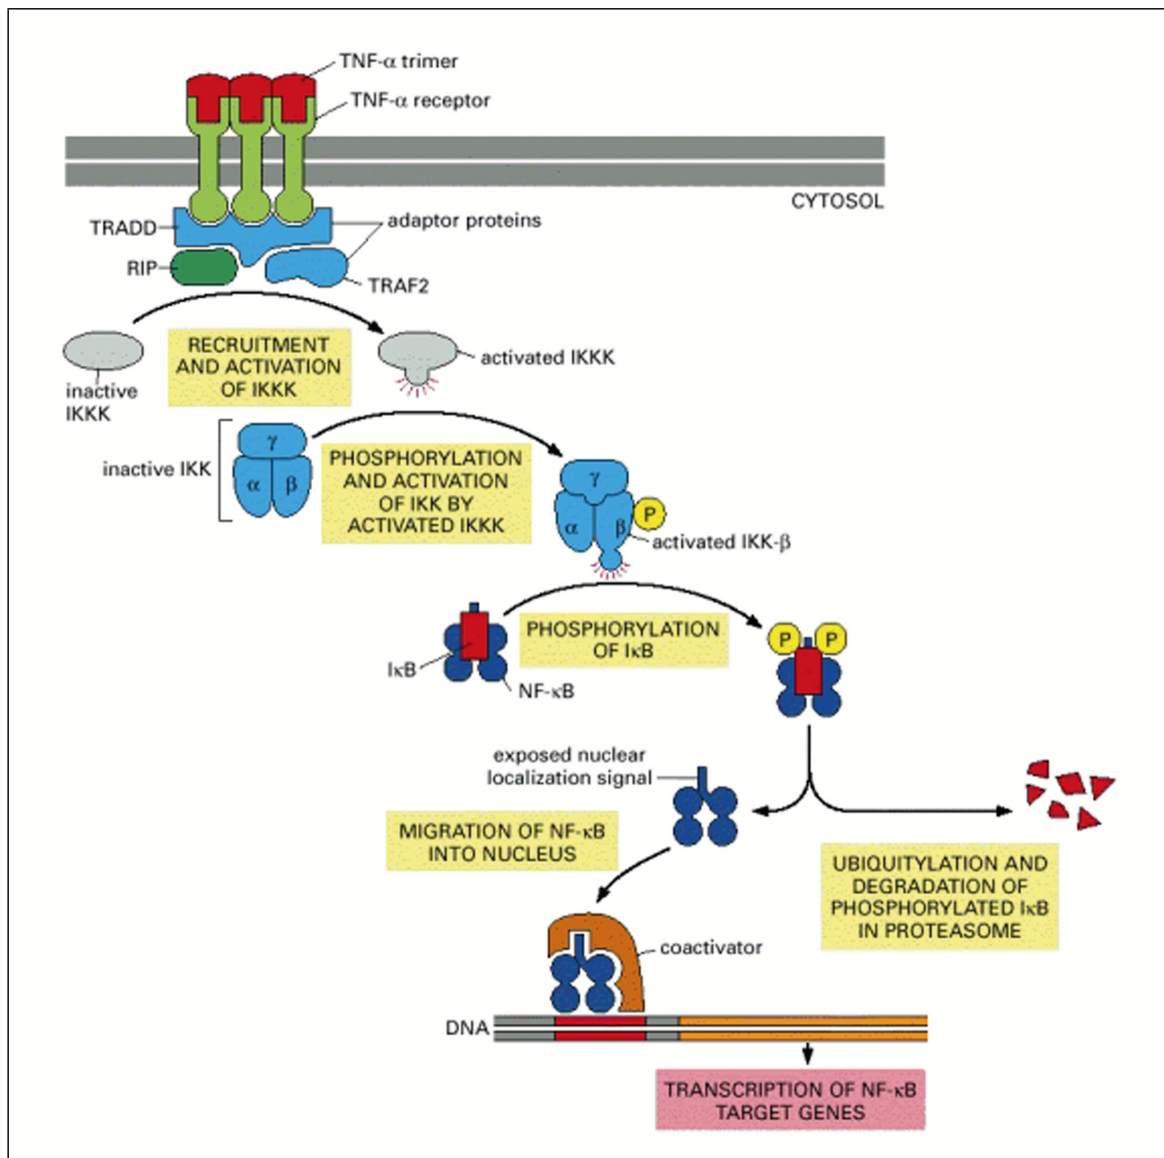 TNF-α trimer
TNF-α receptor
CYTOSOL
TRADD
adaptor proteins
RIP
TRAF2
inactive
IKKK
RECRUITMENT
AND ACTIVATION
OF IKKK
activated IKKK
inactive IKK
γ
α β
PHOSPHORYLATION
AND ACTIVATION
OF IKK BY
ACTIVATED IKKK
γ
α β
P
activated IKK-β
IκB
NF-κB
PHOSPHORYLATION
OF IκB
P P
exposed nuclear
localization signal
MIGRATION OF NF-κB
INTO NUCLEUS
UBIQUITYLATION AND
DEGRADATION OF
PHOSPHORYLATED IκB
IN PROTEASOME
coactivator
DNA
TRANSCRIPTION OF NF-κB
TARGET GENES